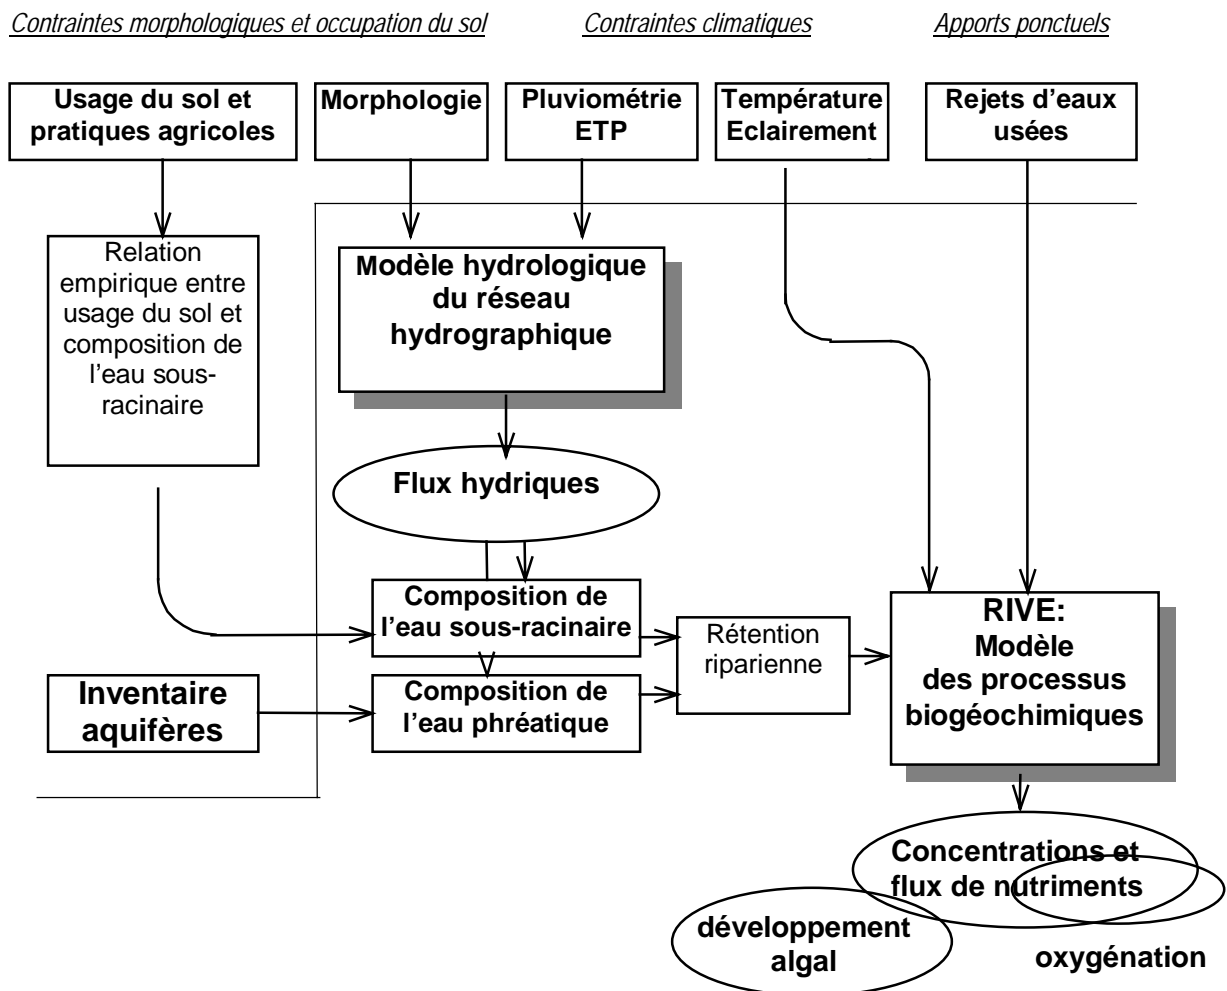 Contraintes morphologiques et occupation du sol
Contraintes climatiques
Apports ponctuels
Usage du sol et
pratiques agricoles
Morphologie
Pluviométrie
ETP
Température
Eclairement
Rejets d'eaux
usées
Relation
empirique entre
usage du sol et
composition de
l'eau sous-
racinaire
Modèle hydrologique
du réseau
hydrographique
Flux hydriques
Composition de
l'eau sous-racinaire
Rétention
riparienne
RIVE:
Modèle
des processus
biogéochimiques
Inventaire
aquifères
Composition de
l'eau phréatique
Concentrations et
flux de nutriments
développement
algal
oxygénation